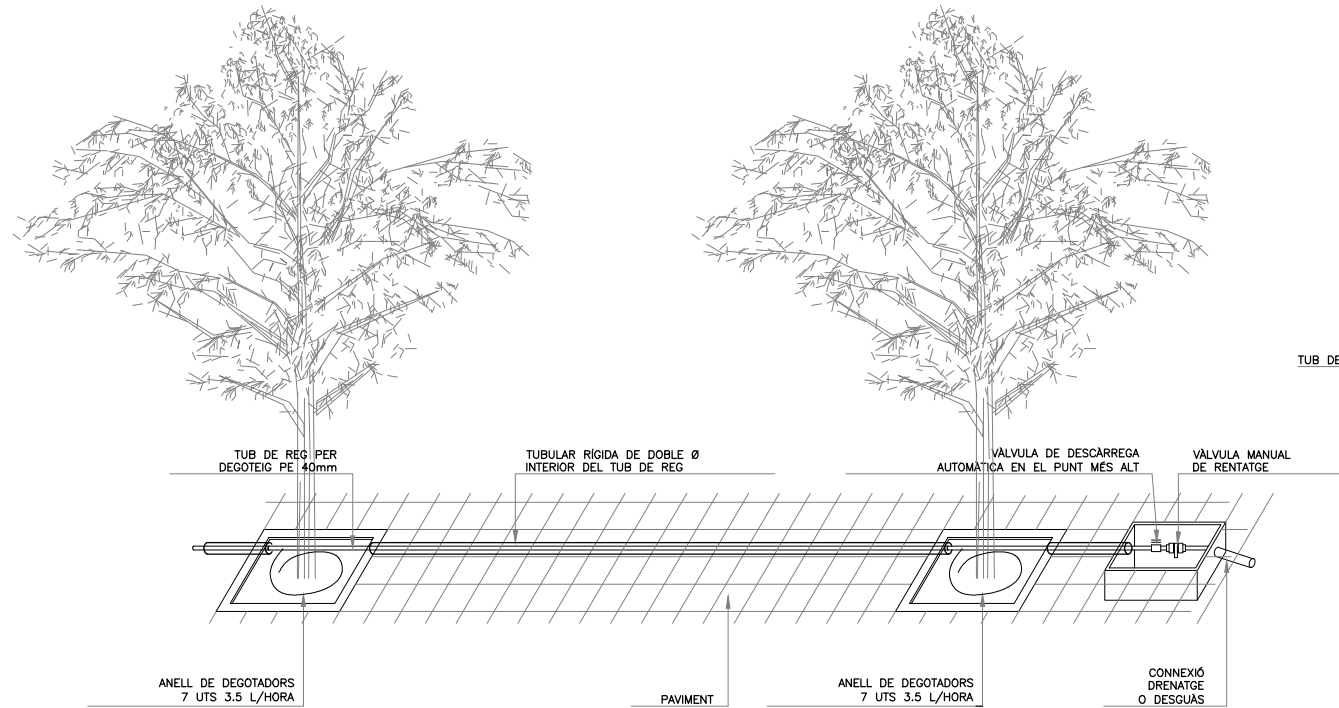 TUB DE
TUB DE REG PER
DEGOTEIG PE 40mm
TUBULAR RÍGIDA DE DOBLE Ø
INTERIOR DEL TUB DE REG
VÀLVULA DE DESCÀRREGA
AUTOMÀTICA EN EL PUNT MÉS ALT
VÀLVULA MANUAL
DE RENTATGE
ANELL DE DEGOTADORS
7 UTS 3.5 L/HORA
PAVIMENT
ANELL DE DEGOTADORS
7 UTS 3.5 L/HORA
CONNEXIÓ
DRENATGE
O DESGUÀS